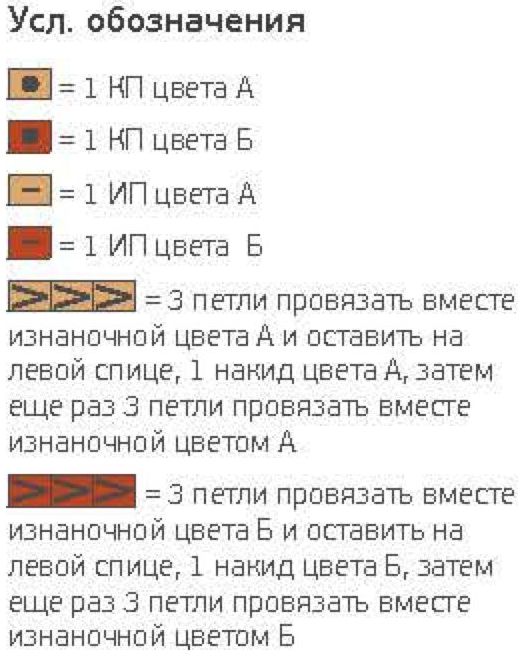 Усл. обозначения
= 1 КП цвета А
= 1 КП цвета Б
= 1 ИП цвета А
= 1 ИП цвета Б
= 3 петли провязать вместе
изнаночной цвета А и оставить на
левой спице, 1 накид цвета А, затем
еще раз 3 петли провязать вместе
изнаночной цветом А
= 3 петли провязать вместе
изнаночной цвета Б и оставить на
левой спице, 1 накид цвета Б, затем
еще раз 3 петли провязать вместе
изнаночной цветом Б